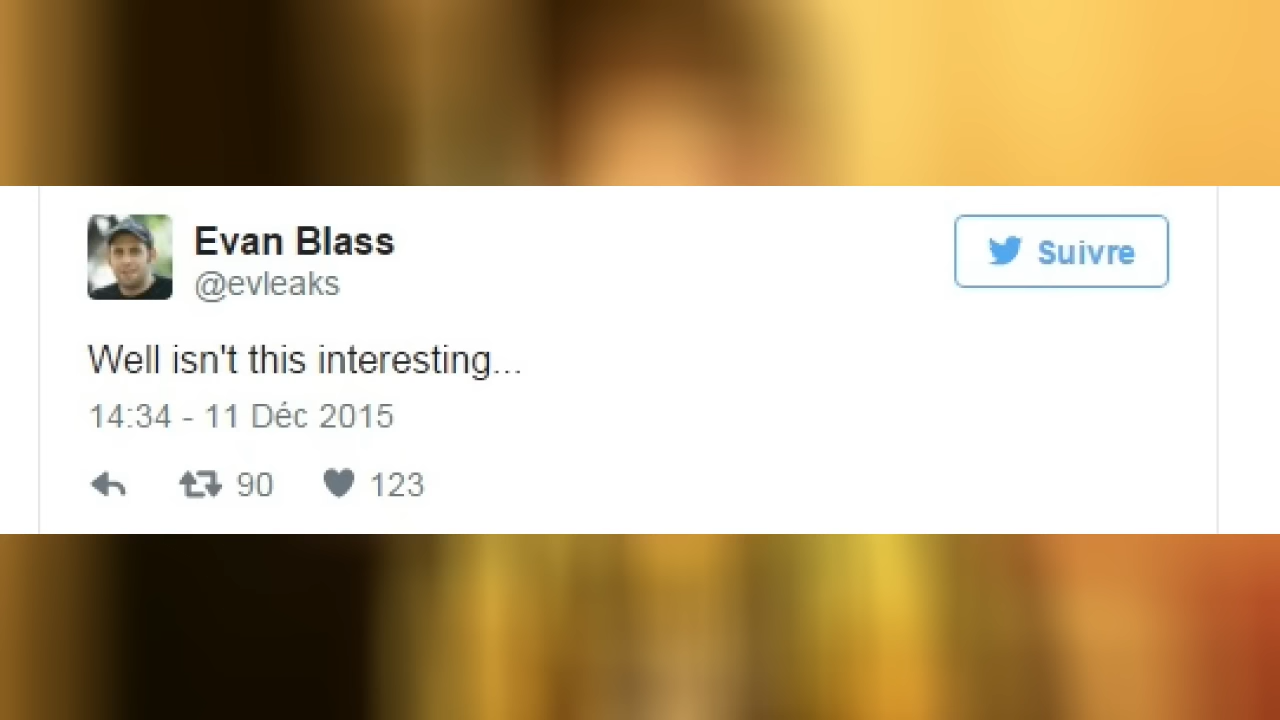 Evan Blass
@evleaks
Suivre
Well isn't this interesting...
14:34 - 11 Déc 2015
90 123